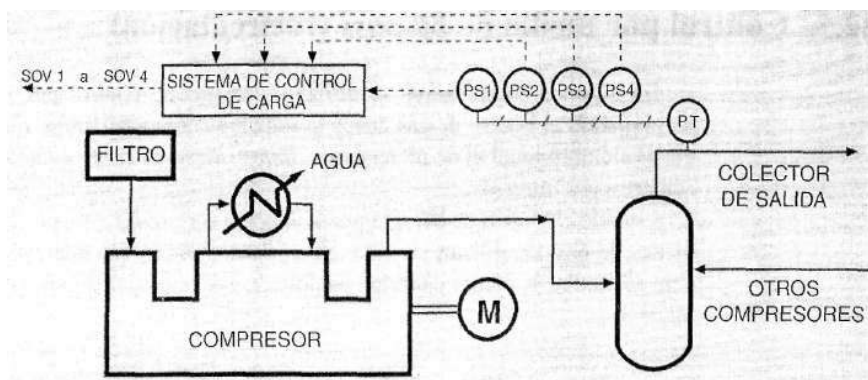 SOV 1 a SOV 4
SISTEMA DE CONTROL
DE CARGA
PS1
PS2
PS3
PS4
PT
FILTRO
AGUA
COLECTOR
DE SALIDA
M
COMPRESOR
OTROS
COMPRESORES